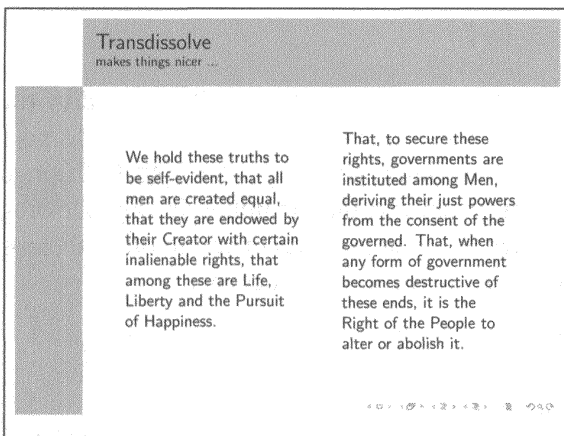 Transdissolve
makes things nicer ...
We hold these truths to
be self-evident, that all
men are created equal,
that they are endowed by
their Creator with certain
inalienable rights, that
among these are Life,
Liberty and the Pursuit
of Happiness.
That, to secure these
rights, governments are
instituted among Men,
deriving their just powers
from the consent of the
governed. That, when
any form of government
becomes destructive of
these ends, it is the
Right of the People to
alter or abolish it.